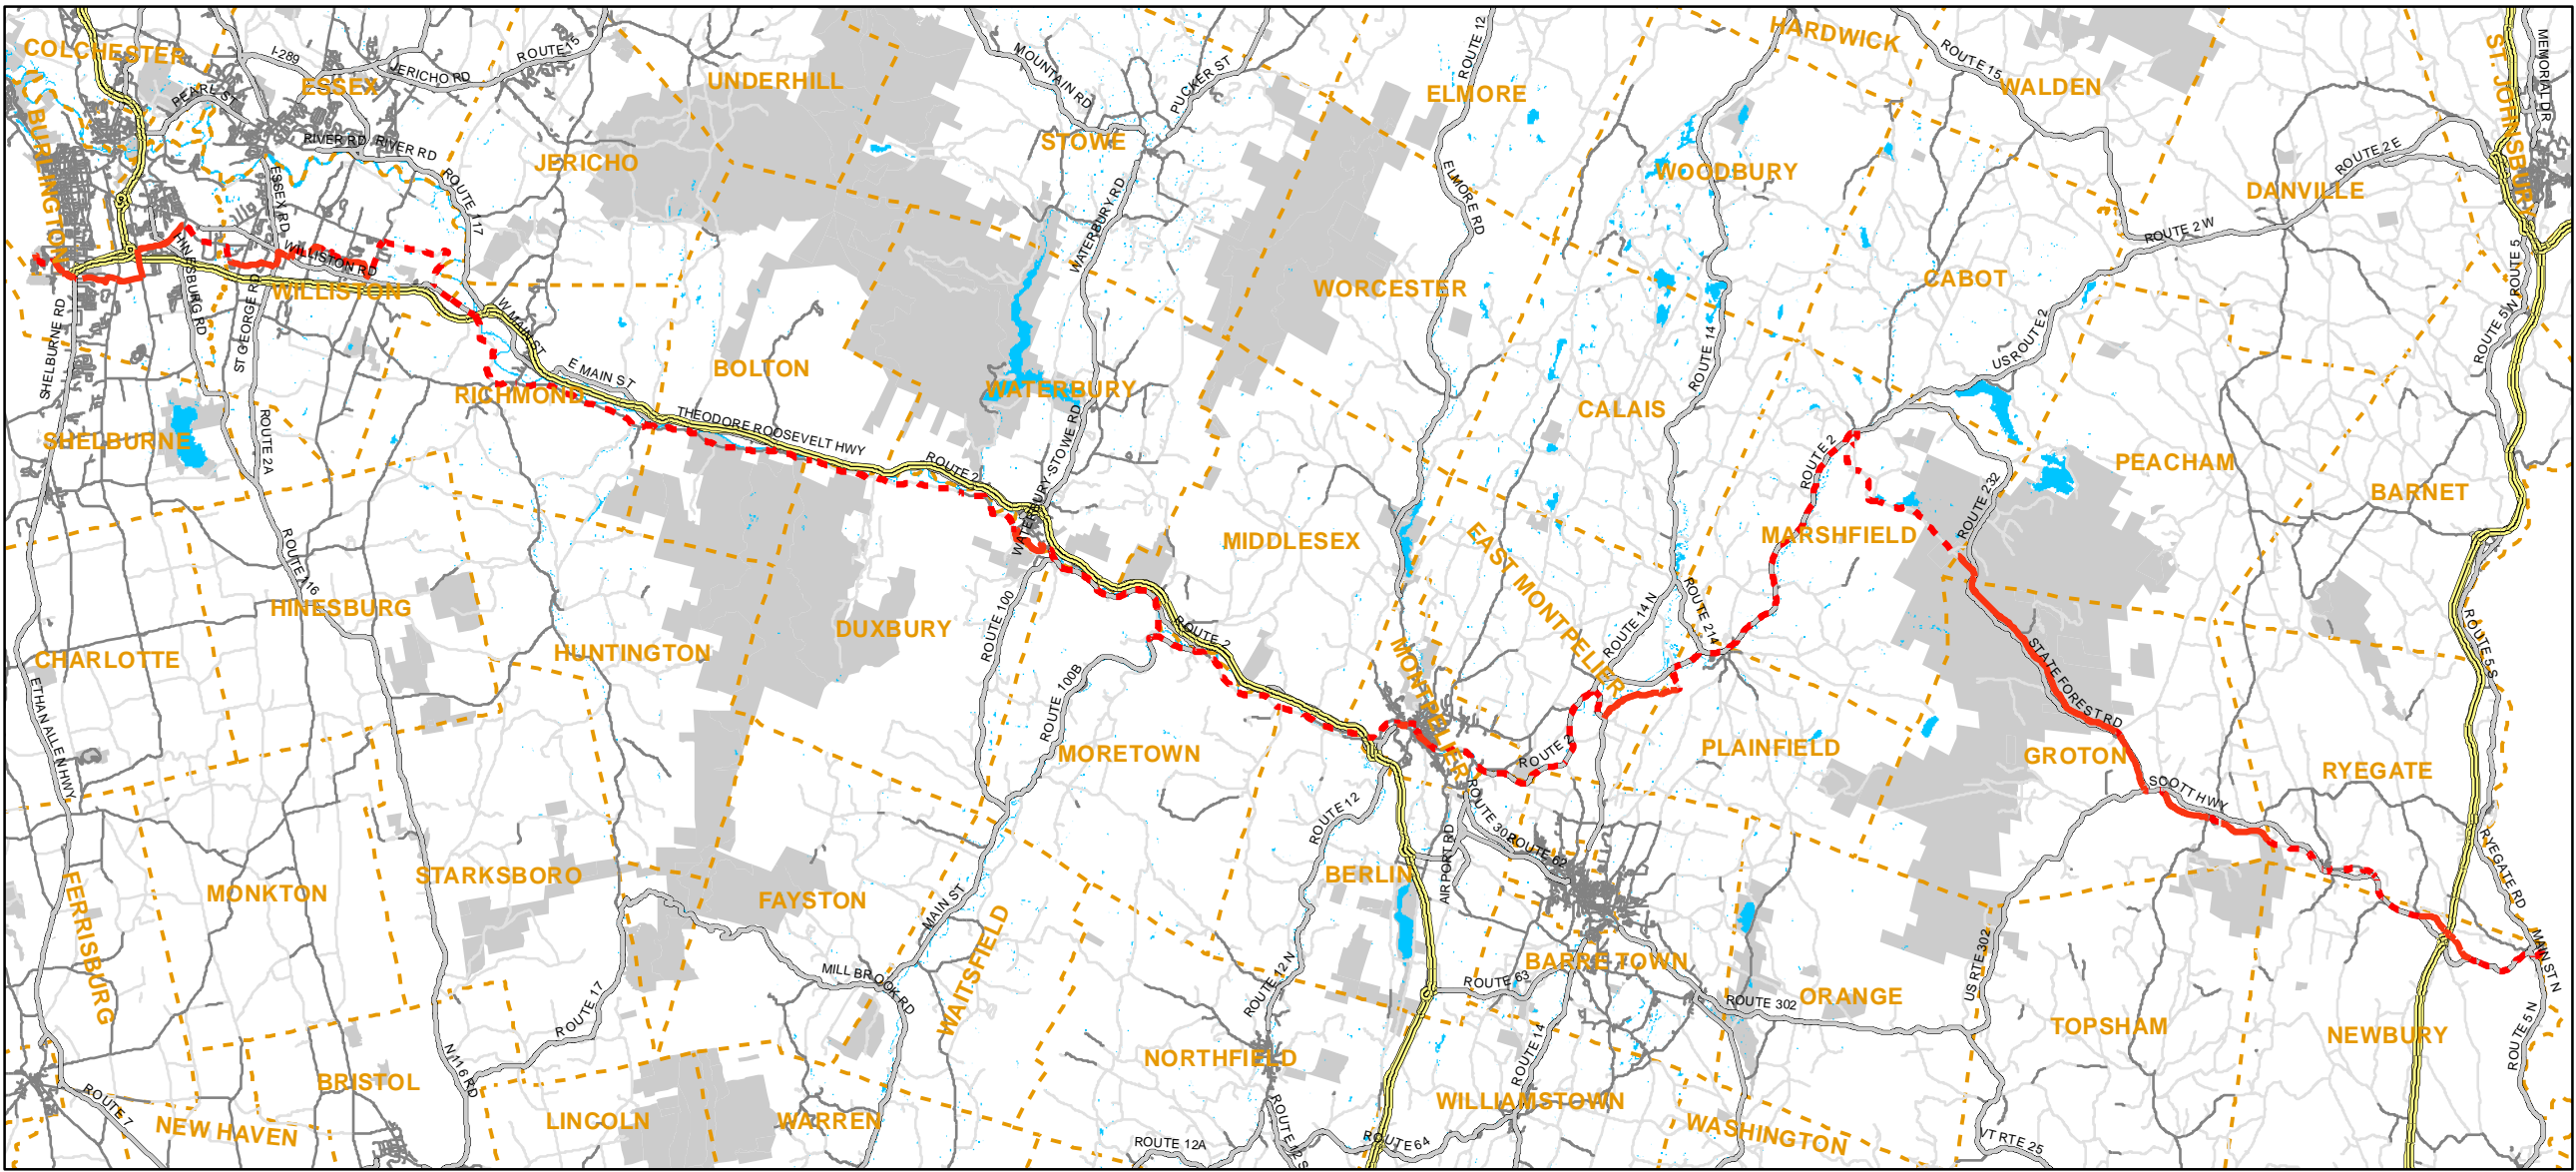 COLCHESTER
I-289
ROUTE 15
JERICHO RD
ESSEX
PEARL ST
UNDERHILL
MOUNTAIN RD
PUCKER ST
ROUTE 12
ELMORE
HARDWICK
ROUTE 15
WALDEN
ST. JOHNSBURY
MEMORIAL DR
BURLINGTON
RIVER RD
RIVER RD
JERICHO
STOWE
ESSEX RD
ROUTE 117
ELMORE RD
WOODBURY
ROUTE 2 E
DANVILLE
WATERBURY RD
ROUTE 2 W
HINESBURG RD
WILLISTON RD
WILLISTON
ST GEORGE RD
SHELBURNE RD
W MAIN ST
WORCESTER
CABOT
ROUTE 5
ROUTE 5 W
US ROUTE 2
ROUTE 14
BOLTON
E MAIN ST
RICHMOND
WATERBURY
CALAIS
THEODORE ROOSEVELT HWY
SHELBURNE
ROUTE 2A
ROUTE 2
WATERBURY-STOWE RD
ROUTE 2
PEACHAM
BARNET
ROUTE 232
MIDDLESEX
EAST MONTPELIER
MARSHFIELD
ROUTE 116
HINESBURG
DUXBURY
ROUTE 100
ROUTE 2
ROUTE 14 N
ROUTE 214
ROUTE 5 S
CHARLOTTE
HUNTINGTON
ROUTE 100B
MONTPELIER
STATE FOREST RD
ETHAN ALLEN HWY
MORETOWN
ROUTE 2
PLAINFIELD
GROTON
SCOTT HWY
RYEGATE
ROUTE 12
ROUTE 302
ROUTE 62
AIRPORT RD
RYEGATE RD
FERRISBURG
MONKTON
STARKSBORO
FAYSTON
MAIN ST
WAITSFIELD
BERLIN
MILL BROOK RD
ROUTE 12 N
ROUTE 63
BARRE TOWN
ROUTE 302
ORANGE
US RTE 302
MAIN ST N
ROUTE 17
N 116 RD
NORTHFIELD
ROUTE 14
TOPSHAM
NEWBURY
ROUTE 5 N
ROUTE 7
NEW HAVEN
BRISTOL
LINCOLN
WARREN
ROUTE 12A
ROUTE 12 S
ROUTE 64
WILLIAMSTOWN
WASHINGTON
VT RTE 25